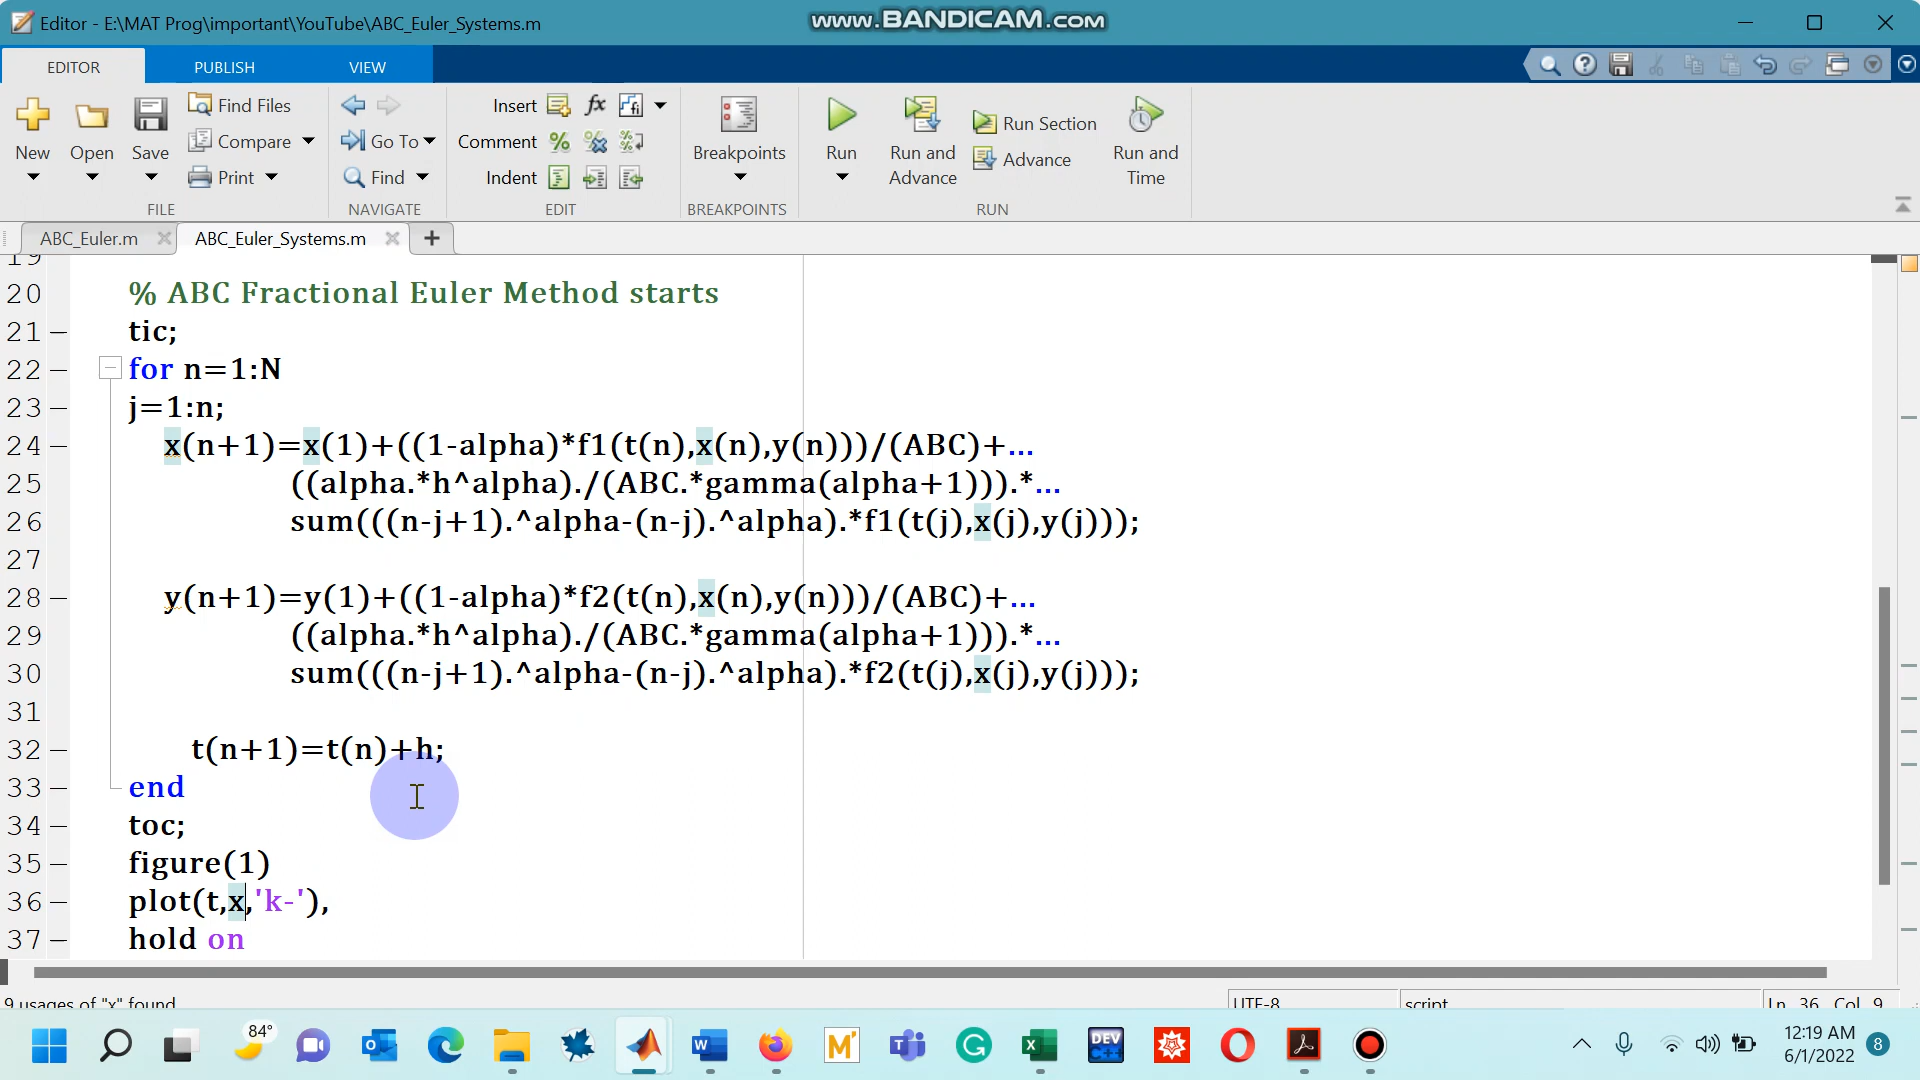 Editor - E:\MAT Prog\important\YouTube\ABC_Euler_Systems.m
www.BANDICAM.com
EDITOR
PUBLISH
VIEW
New
Open
Save
Find Files
Compare
Print
FILE
Go To
Find
NAVIGATE
Insert
fx
Comment
Indent
EDIT
Breakpoints
BREAKPOINTS
Run
Run and Advance
Run Section
Advance
Run and Time
RUN
ABC_Euler.m
ABC_Euler_Systems.m
19
20 % ABC Fractional Euler Method starts
21 – tic;
22 – for n=1:N
23 – j=1:n;
24 – x(n+1)=x(1)+((1-alpha)*f1(t(n),x(n),y(n)))/(ABC)+...
25 ((alpha.*h^alpha)./(ABC.*gamma(alpha+1))).*...
26 sum(((n-j+1).^alpha-(n-j).^alpha).*f1(t(j),x(j),y(j)));
27
28 – y(n+1)=y(1)+((1-alpha)*f2(t(n),x(n),y(n)))/(ABC)+...
29 ((alpha.*h^alpha)./(ABC.*gamma(alpha+1))).*...
30 sum(((n-j+1).^alpha-(n-j).^alpha).*f2(t(j),x(j),y(j)));
31
32 – t(n+1)=t(n)+h;
33 – end
34 – toc;
35 – figure(1)
36 – plot(t,x,'k-'),
37 – hold on
9 usages of "x" found
UTF-8
script
Ln 36 Col 9
84°
DEV C++
12:19 AM
6/1/2022
8